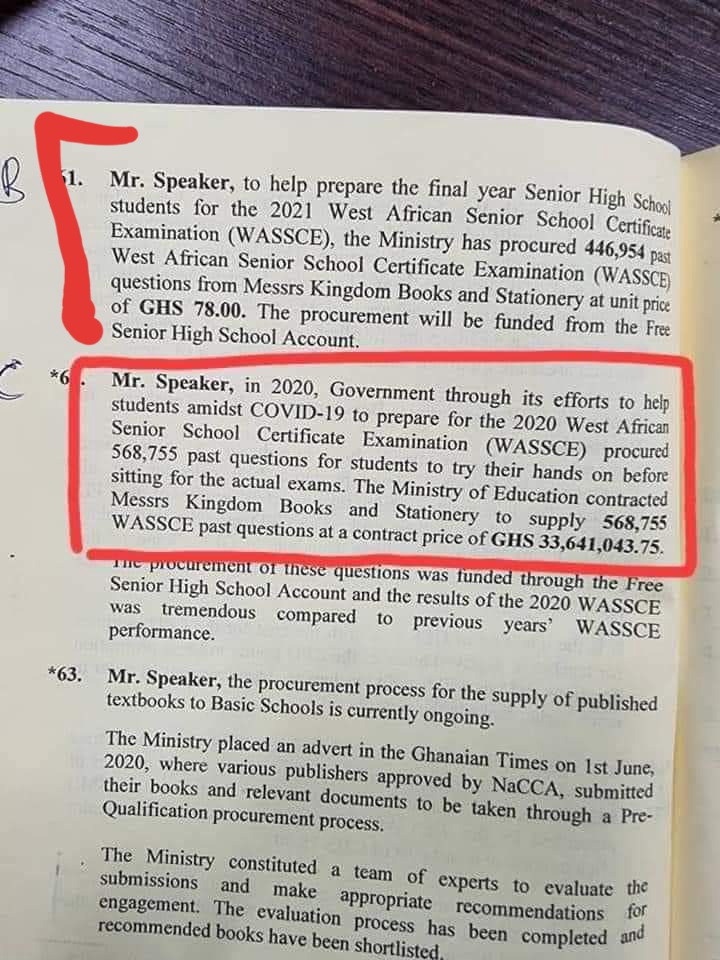 B
61. Mr. Speaker, to help prepare the final year Senior High School
students for the 2021 West African Senior School Certificate
Examination (WASSCE), the Ministry has procured 446,954 past
West African Senior School Certificate Examination (WASSCE)
questions from Messrs Kingdom Books and Stationery at unit price
of GHS 78.00. The procurement will be funded from the Free
Senior High School Account.
C
*6 . Mr. Speaker, in 2020, Government through its efforts to help
students amidst COVID-19 to prepare for the 2020 West African
Senior School Certificate Examination (WASSCE) procured
568,755 past questions for students to try their hands on before
sitting for the actual exams. The Ministry of Education contracted
Messrs Kingdom Books and Stationery to supply 568,755
WASSCE past questions at a contract price of GHS 33,641,043.75.
The procurement of these questions was funded through the Free
Senior High School Account and the results of the 2020 WASSCE
was tremendous compared to previous years' WASSCE
performance.
*63. Mr. Speaker, the procurement process for the supply of published
textbooks to Basic Schools is currently ongoing.
The Ministry placed an advert in the Ghanaian Times on 1st June,
2020, where various publishers approved by NaCCA, submitted
their books and relevant documents to be taken through a Pre-
Qualification procurement process.
The Ministry constituted a team of experts to evaluate the
submissions and make appropriate recommendations for
engagement. The evaluation process has been completed and
recommended books have been shortlisted.